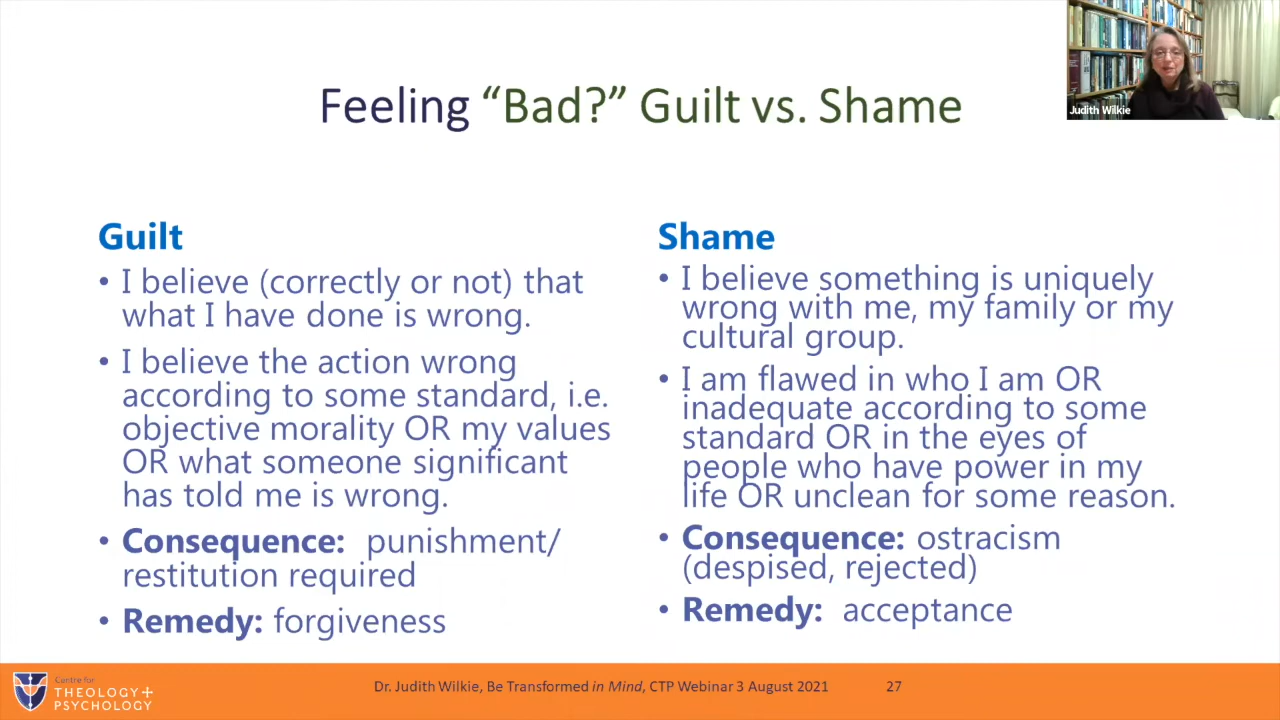 Judith Wilkie
Feeling “Bad?” Guilt vs. Shame
Guilt
• I believe (correctly or not) that
what I have done is wrong.
• I believe the action wrong
according to some standard, i.e.
objective morality OR my values
OR what someone significant
has told me is wrong.
• Consequence: punishment/
restitution required
• Remedy: forgiveness
Shame
• I believe something is uniquely
wrong with me, my family or my
cultural group.
• I am flawed in who I am OR
inadequate according to some
standard OR in the eyes of
people who have power in my
life OR unclean for some reason.
• Consequence: ostracism
(despised, rejected)
• Remedy: acceptance
Centre for
THEOLOGY+
PSYCHOLOGY
Dr. Judith Wilkie, Be Transformed in Mind, CTP Webinar 3 August 2021
27